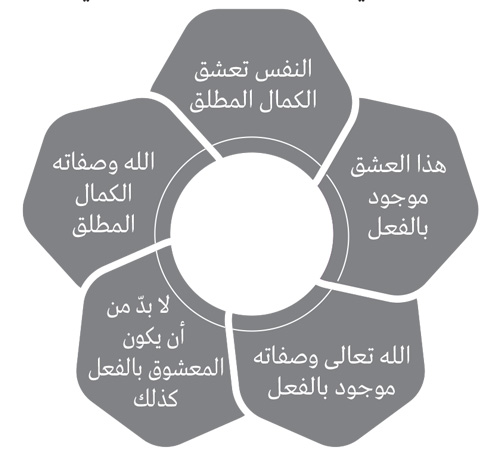 النفس تعشق
الكمال المطلق
هذا العشق
موجود
بالفعل
الله تعالى وصفاته
موجود بالفعل
لا بدّ من
أن يكون
المعشوق بالفعل
كذلك
الله وصفاته
الكمال
المطلق